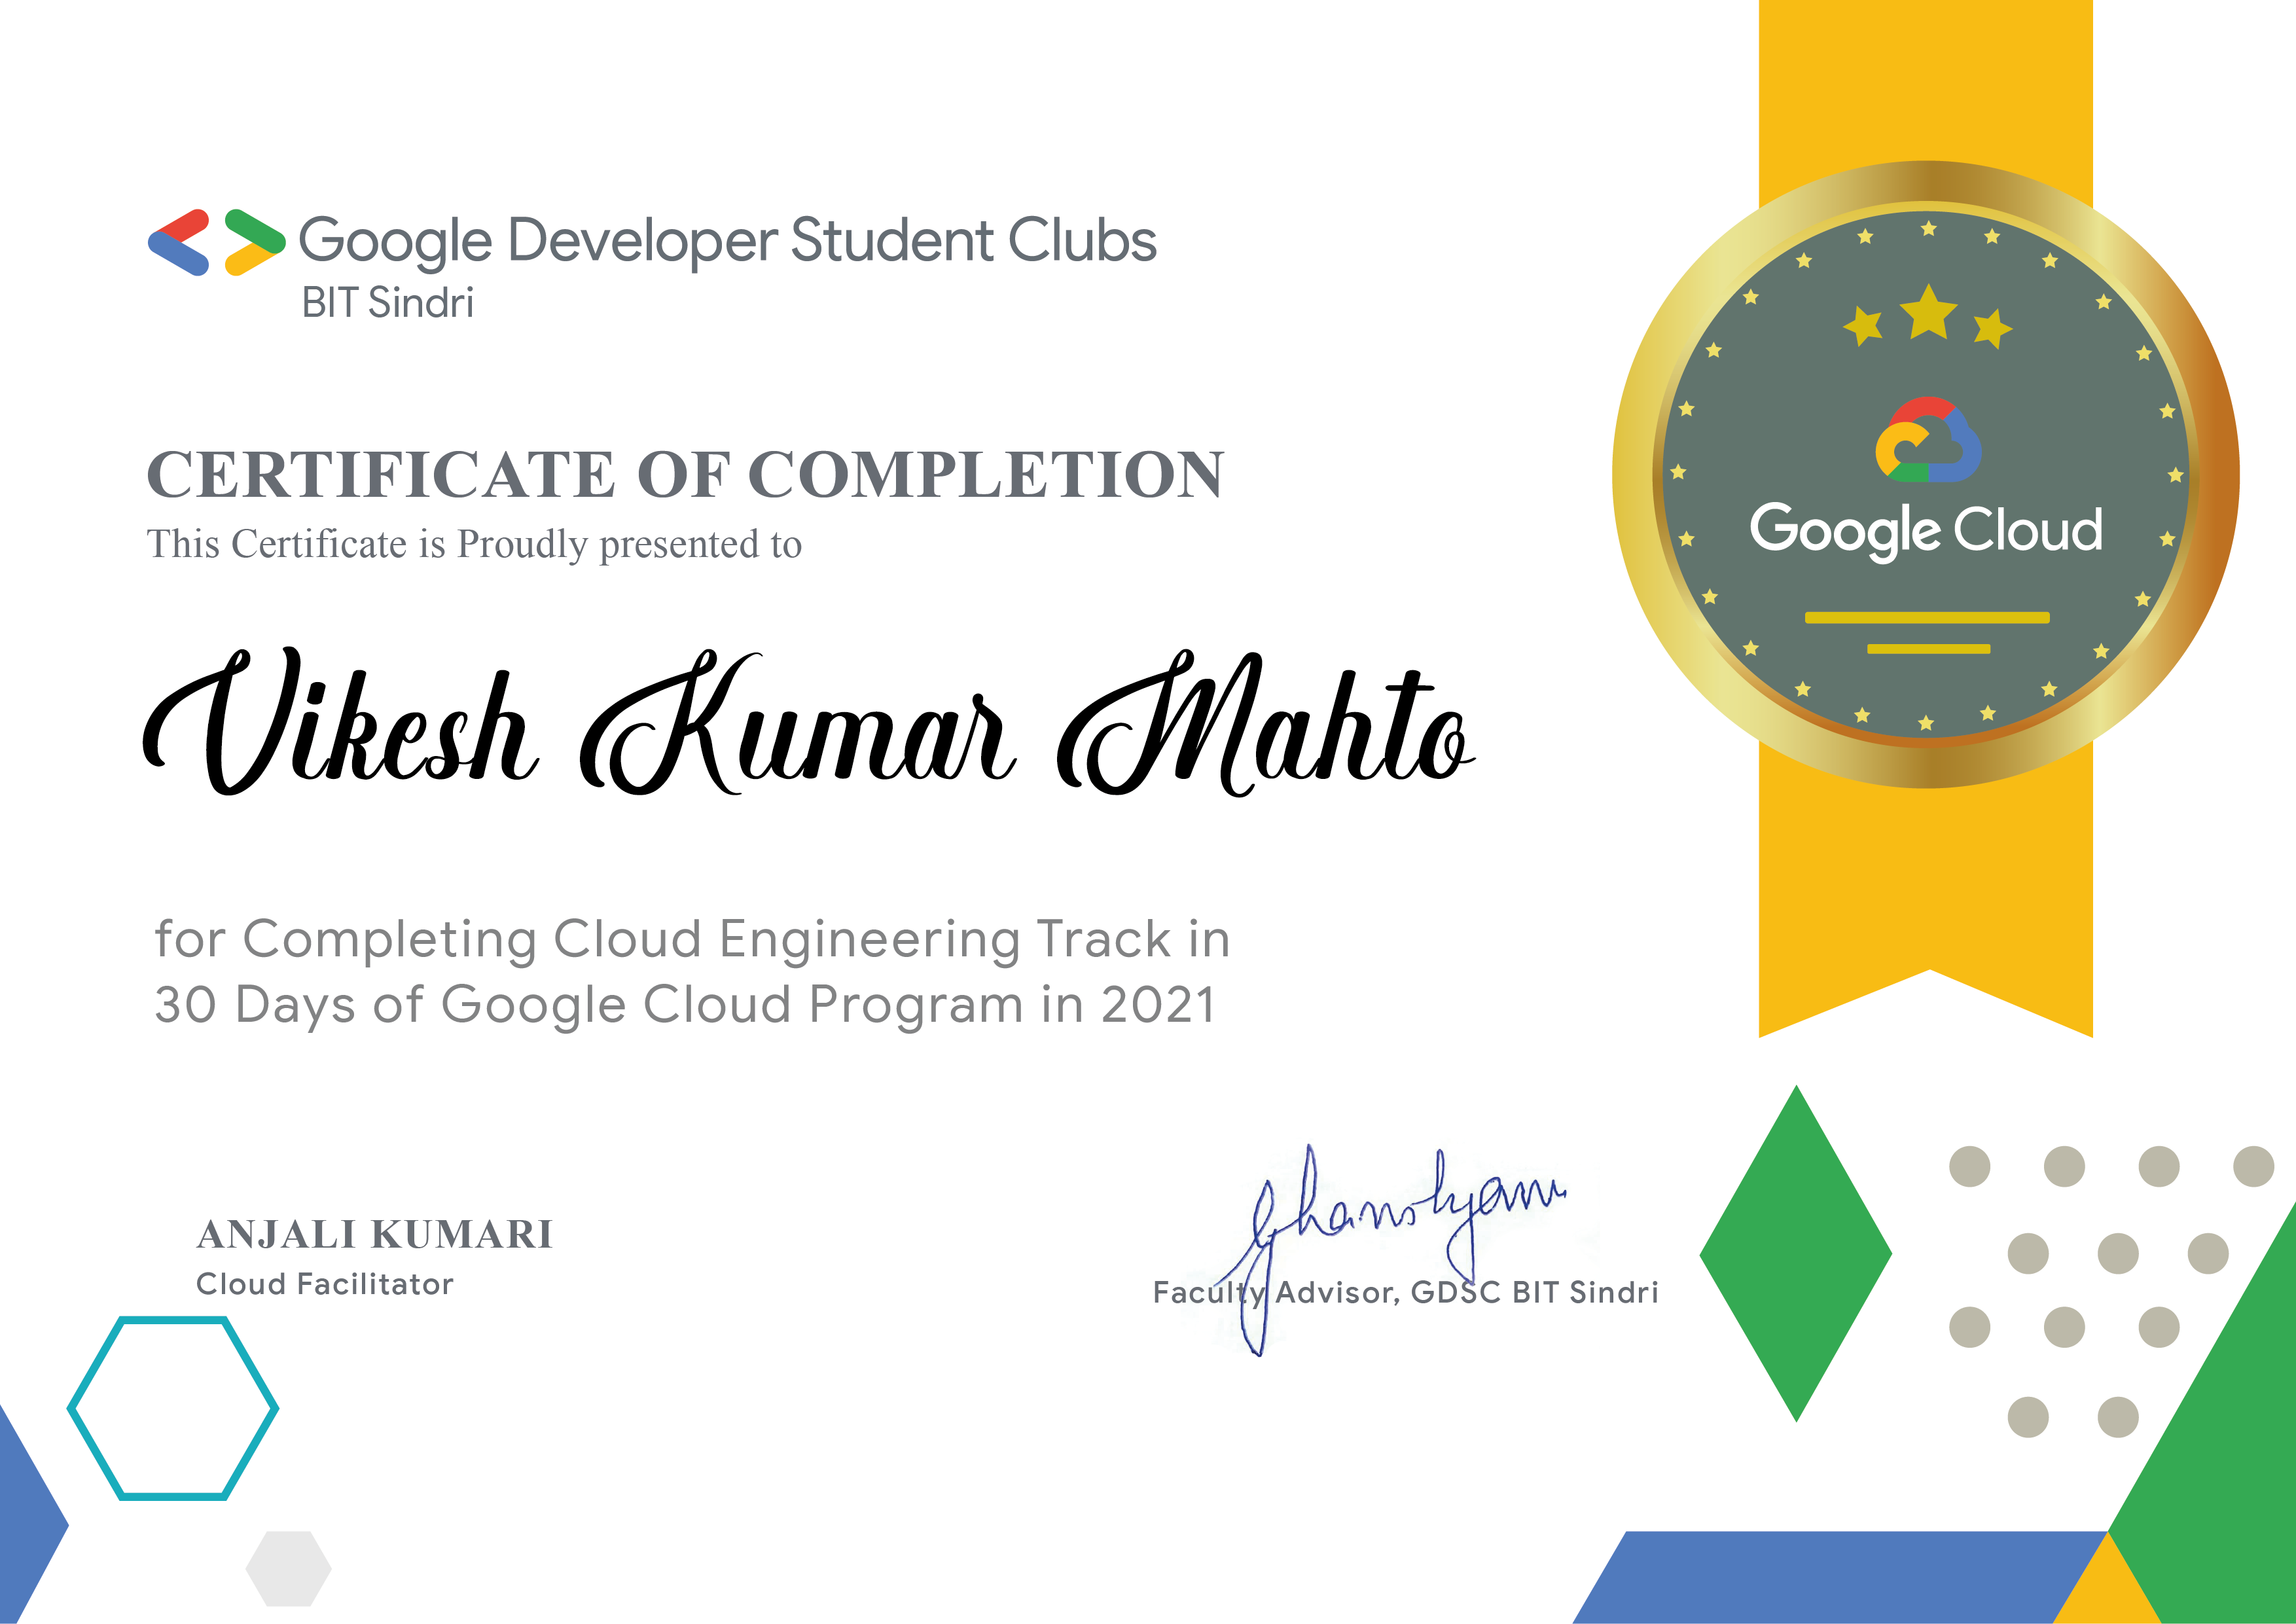 Google Developer Student Clubs
BIT Sindri
CERTIFICATE OF COMPLETION
This Certificate is Proudly presented to
Vikesh Kumar Mahto
for Completing Cloud Engineering Track in
30 Days of Google Cloud Program in 2021
Google Cloud
ANJALI KUMARI
Cloud Facilitator
Ghanshyam
Faculty Advisor, GDSC BIT Sindri